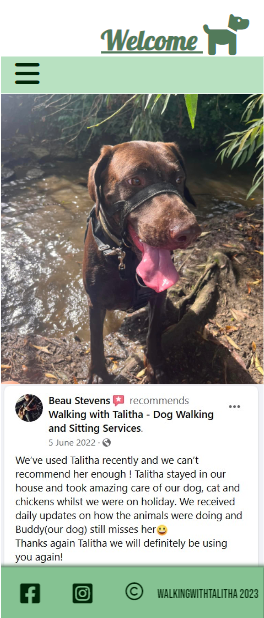 Welcome
Beau Stevens recommends
Walking with Talitha - Dog Walking
and Sitting Services.
5 June 2022 ·
We've used Talitha recently and we can't
recommend her enough ! Talitha stayed in our
house and took amazing care of our dog, cat and
chickens whilst we were on holiday. We received
daily updates on how the animals were doing and
Buddy(our dog) still misses her😀
Thanks again Talitha we will definitely be using
you again!
© WALKINGWITHTALITHA 2023